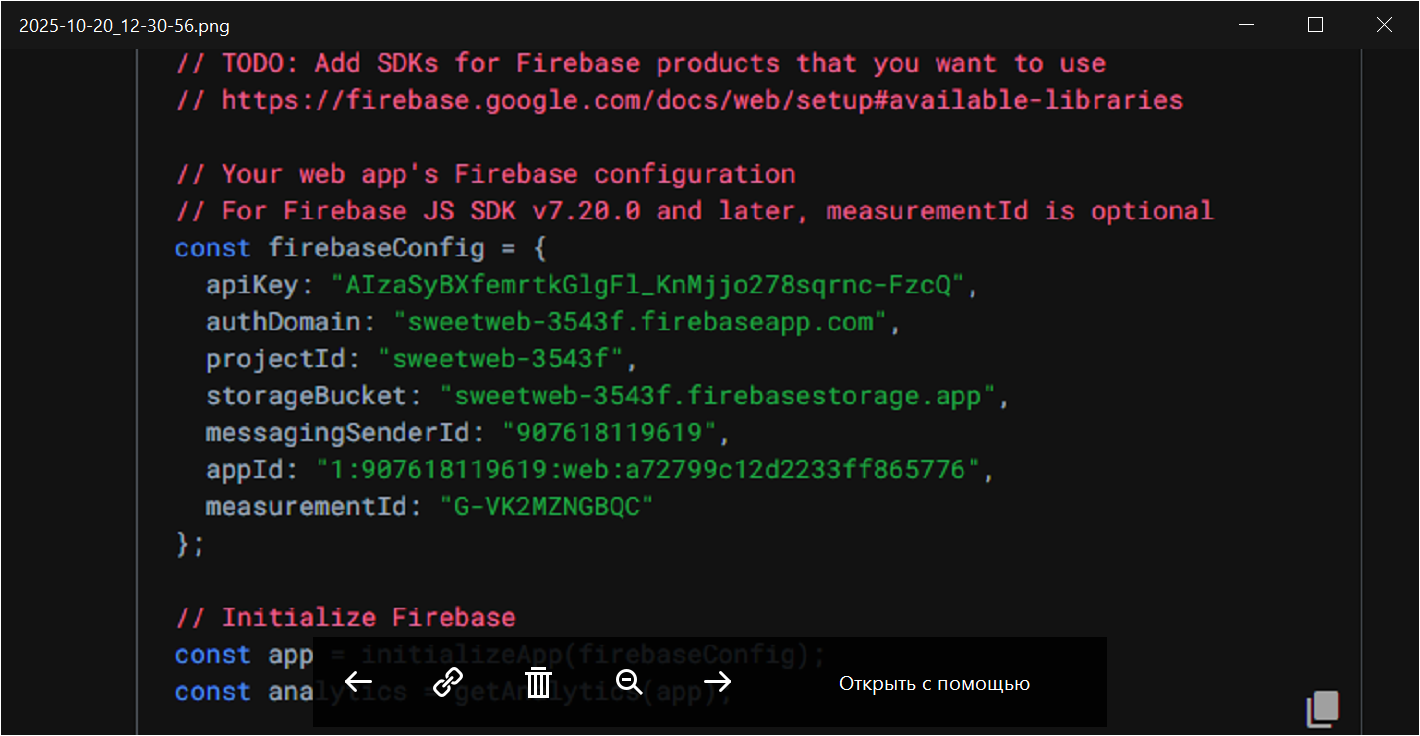 2025-10-20_12-30-56.png
// TODO: Add SDKs for Firebase products that you want to use
// https://firebase.google.com/docs/web/setup#available-libraries
// Your web app's Firebase configuration
// For Firebase JS SDK v7.20.0 and later, measurementId is optional
const firebaseConfig = {
  apiKey: "AIzaSyBXfemrtkGlgFl_KnMjjo278sqrnc-FzcQ",
  authDomain: "sweetweb-3543f.firebaseapp.com",
  projectId: "sweetweb-3543f",
  storageBucket: "sweetweb-3543f.firebasestorage.app",
  messagingSenderId: "907618119619",
  appId: "1:907618119619:web:a72799c12d2233ff865776",
  measurementId: "G-VK2MZNGBQC"
};
// Initialize Firebase
const app = initializeApp(firebaseConfig);
const analytics = getAnalytics(app);
Открыть с помощью